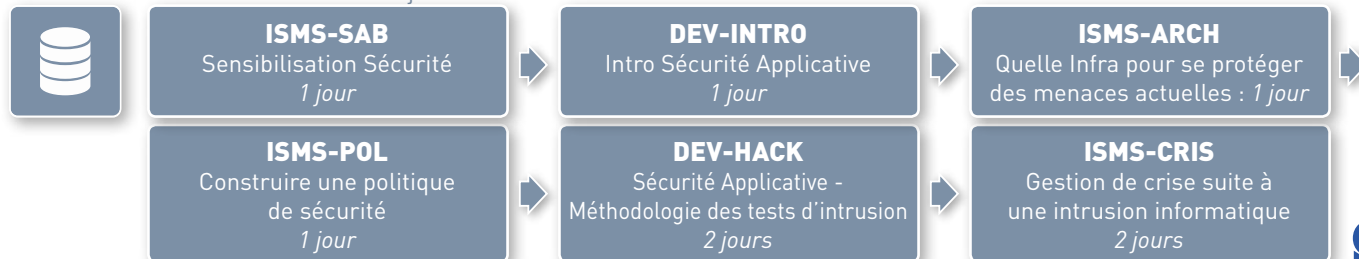 ISMS-SAB
Sensibilisation Sécurité
1 jour
DEV-INTRO
Intro Sécurité Applicative
1 jour
ISMS-ARCH
Quelle Infra pour se protéger
des menaces actuelles : 1 jour
ISMS-POL
Construire une politique
de sécurité
1 jour
DEV-HACK
Sécurité Applicative -
Méthodologie des tests d’intrusion
2 jours
ISMS-CRIS
Gestion de crise suite à
une intrusion informatique
2 jours